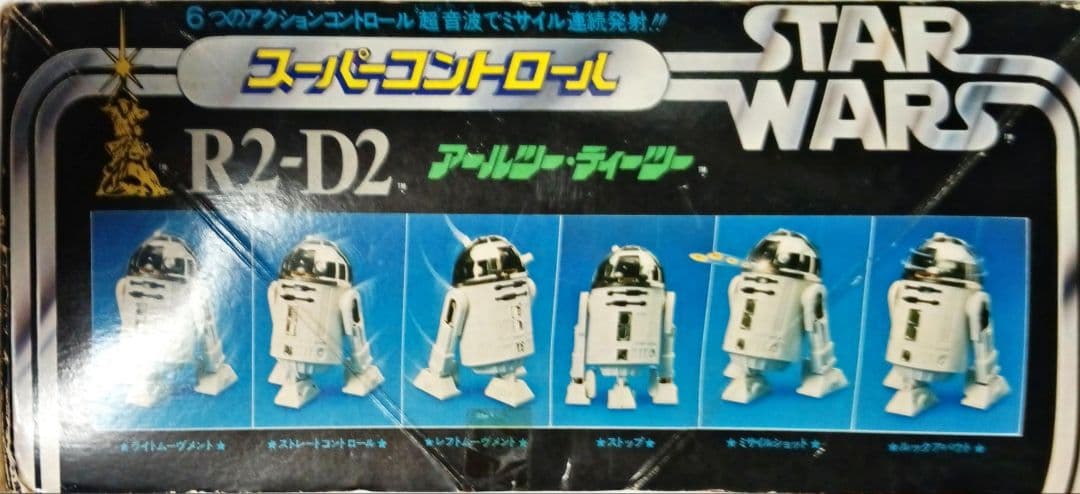 6つのアクションコントロール 超音波でミサイル連続発射!!
スーパーコントロール
STAR
WARS™
R2-D2™ アールツー・ディーツー™
★ライトムーヴメント★ ★ストレートコントロール★ ★レフトムーヴメント★ ★ストップ★ ★ミサイルショット★ ★ルックアバウト★